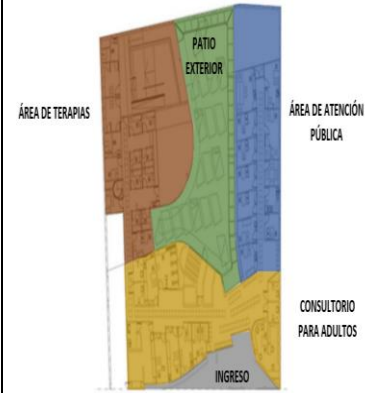 PATIO
EXTERIOR
ÁREA DE TERAPIAS
ÁREA DE ATENCIÓN
PÚBLICA
CONSULTORIO
PARA ADULTOS
INGRESO